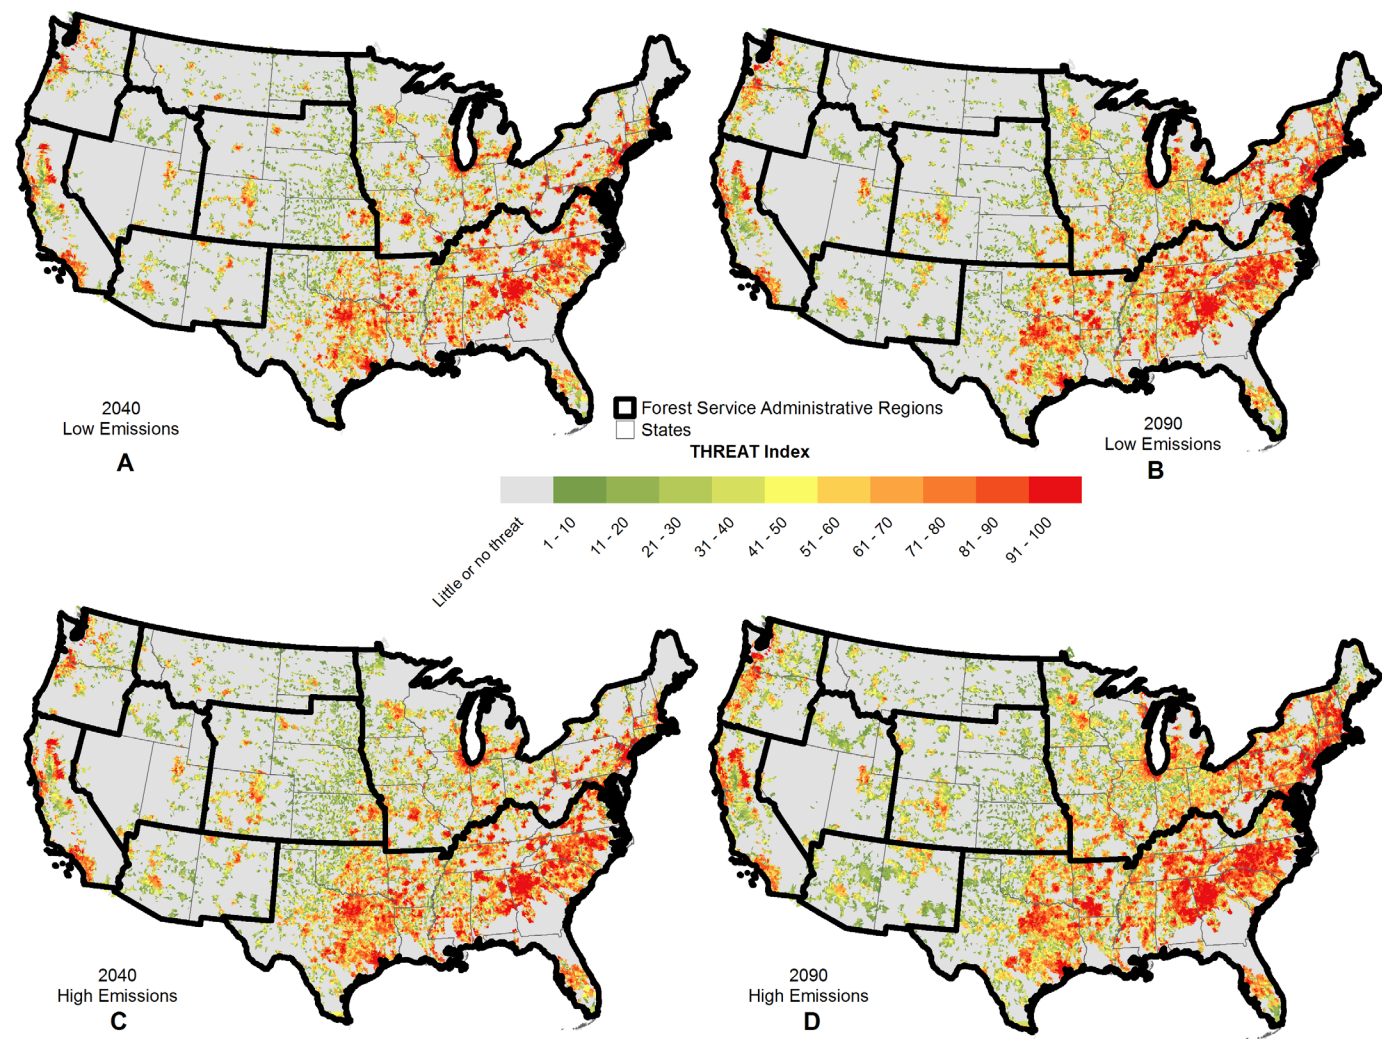 2040
Low Emissions
A
Forest Service Administrative Regions
States
2090
Low Emissions
B
THREAT Index
Little or no threat
1 - 10
11 - 20
21 - 30
31 - 40
41 - 50
51 - 60
61 - 70
71 - 80
81 - 90
91 - 100
2040
High Emissions
C
2090
High Emissions
D